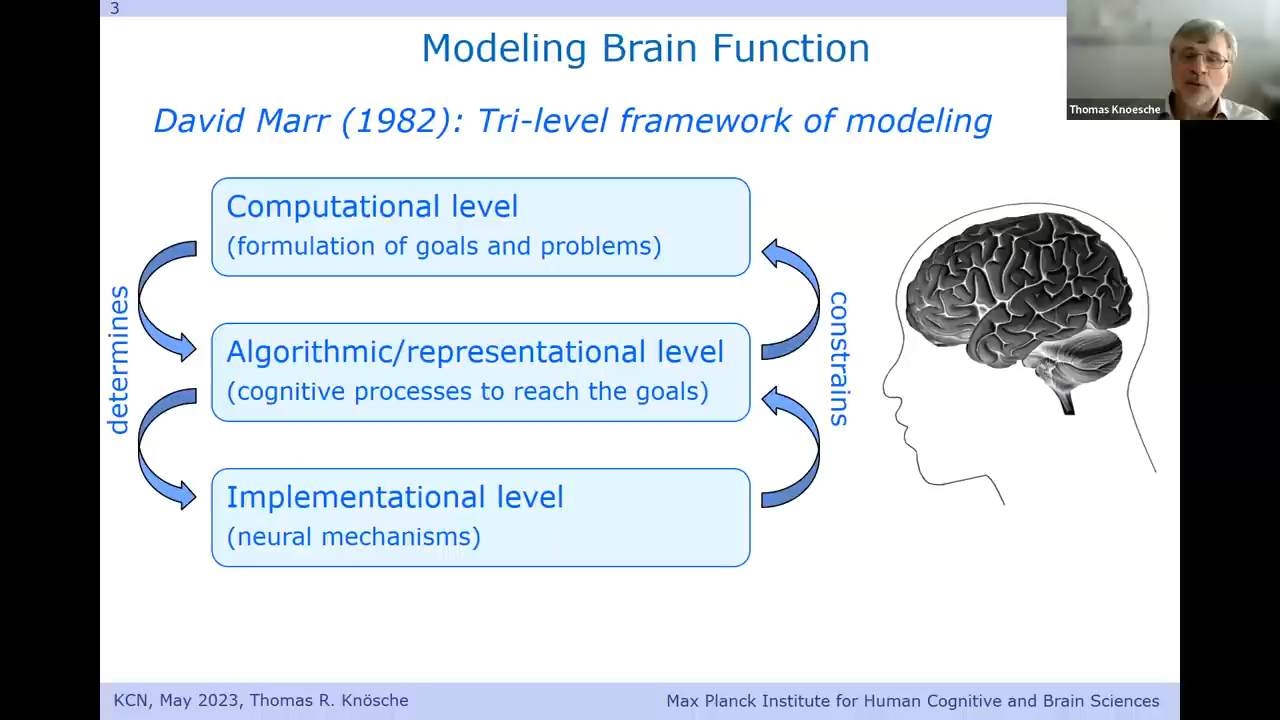 3
Modeling Brain Function
Thomas Knoesche
David Marr (1982): Tri-level framework of modeling
Computational level
(formulation of goals and problems)
determines
constrains
Algorithmic/representational level
(cognitive processes to reach the goals)
Implementational level
(neural mechanisms)
KCN, May 2023, Thomas R. Knösche
Max Planck Institute for Human Cognitive and Brain Sciences